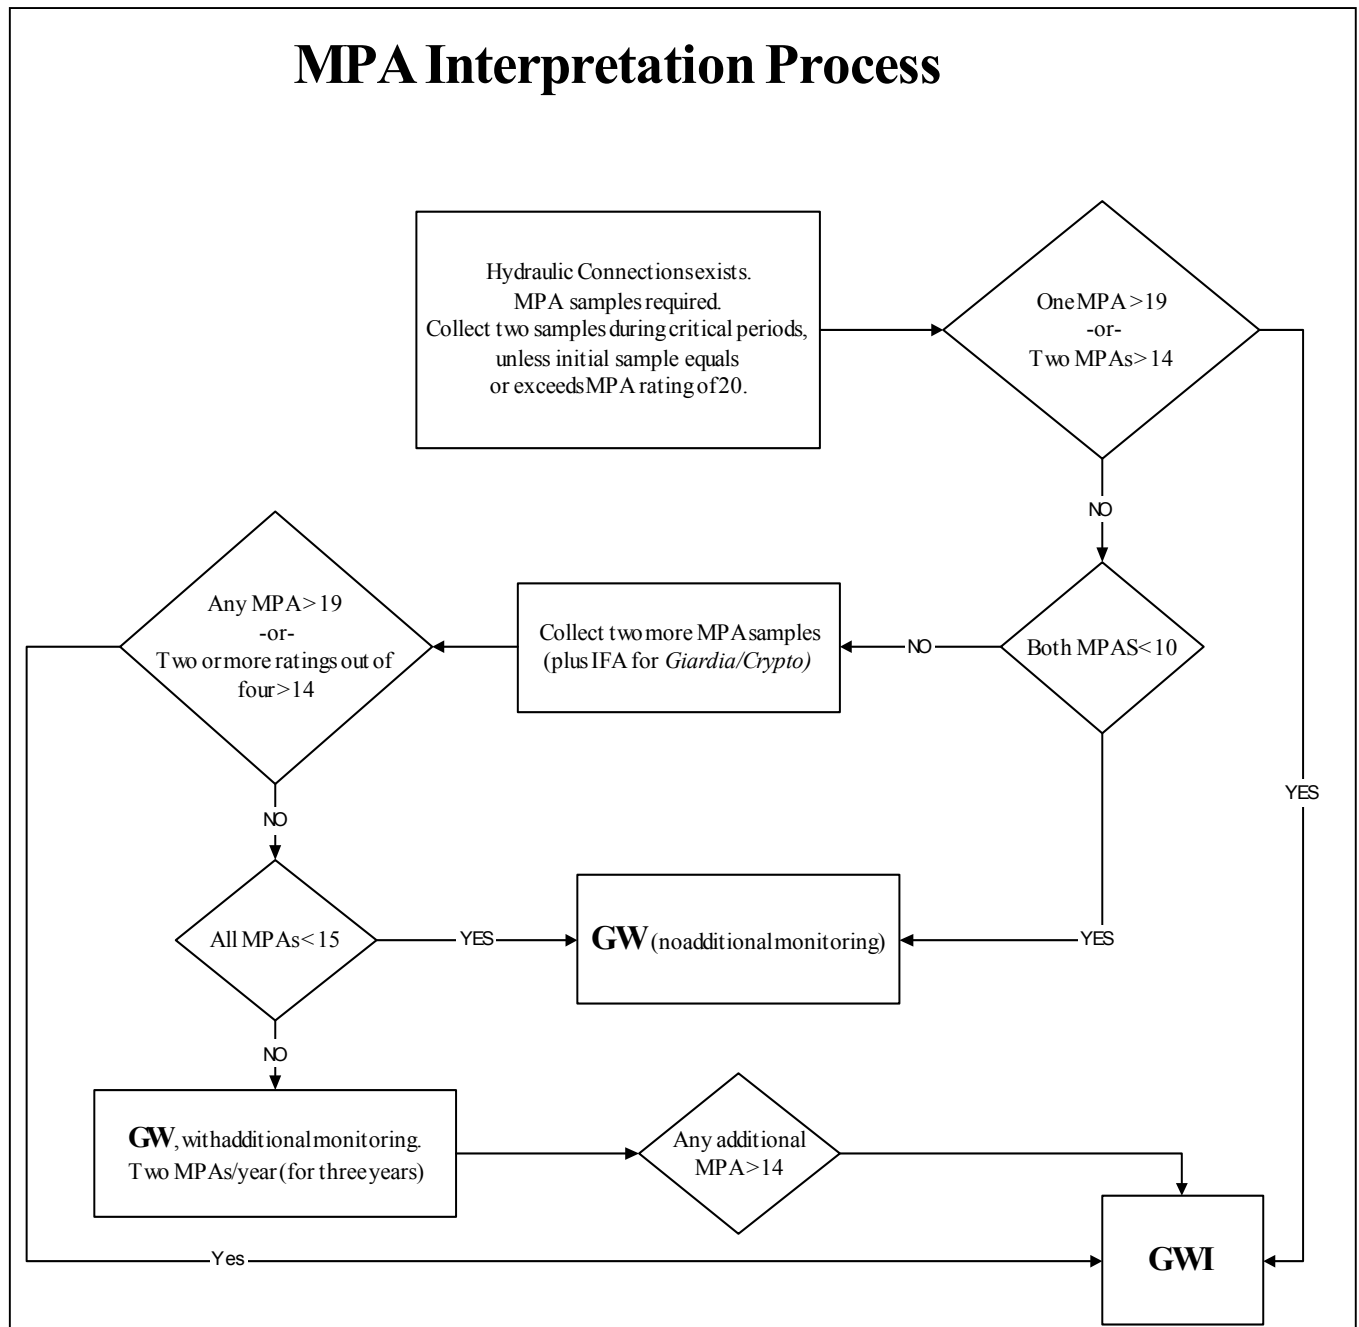 MPA Interpretation Process
Hydraulic Connections exists.
MPA samples required.
Collect two samples during critical periods,
unless initial sample equals
or exceeds MPA rating of 20.
One MPA >19
-or-
Two MPAs>14
YES
NO
Both MPAS<10
NO
YES
Collect two more MPA samples
(plus IFA for Giardia/Crypto)
Any MPA>19
-or-
Two or more ratings out of
four>14
Yes
NO
All MPAs<15
YES
GW (no additional monitoring)
NO
GW, with additional monitoring.
Two MPAs/year (for three years)
Any additional
MPA>14
GWI